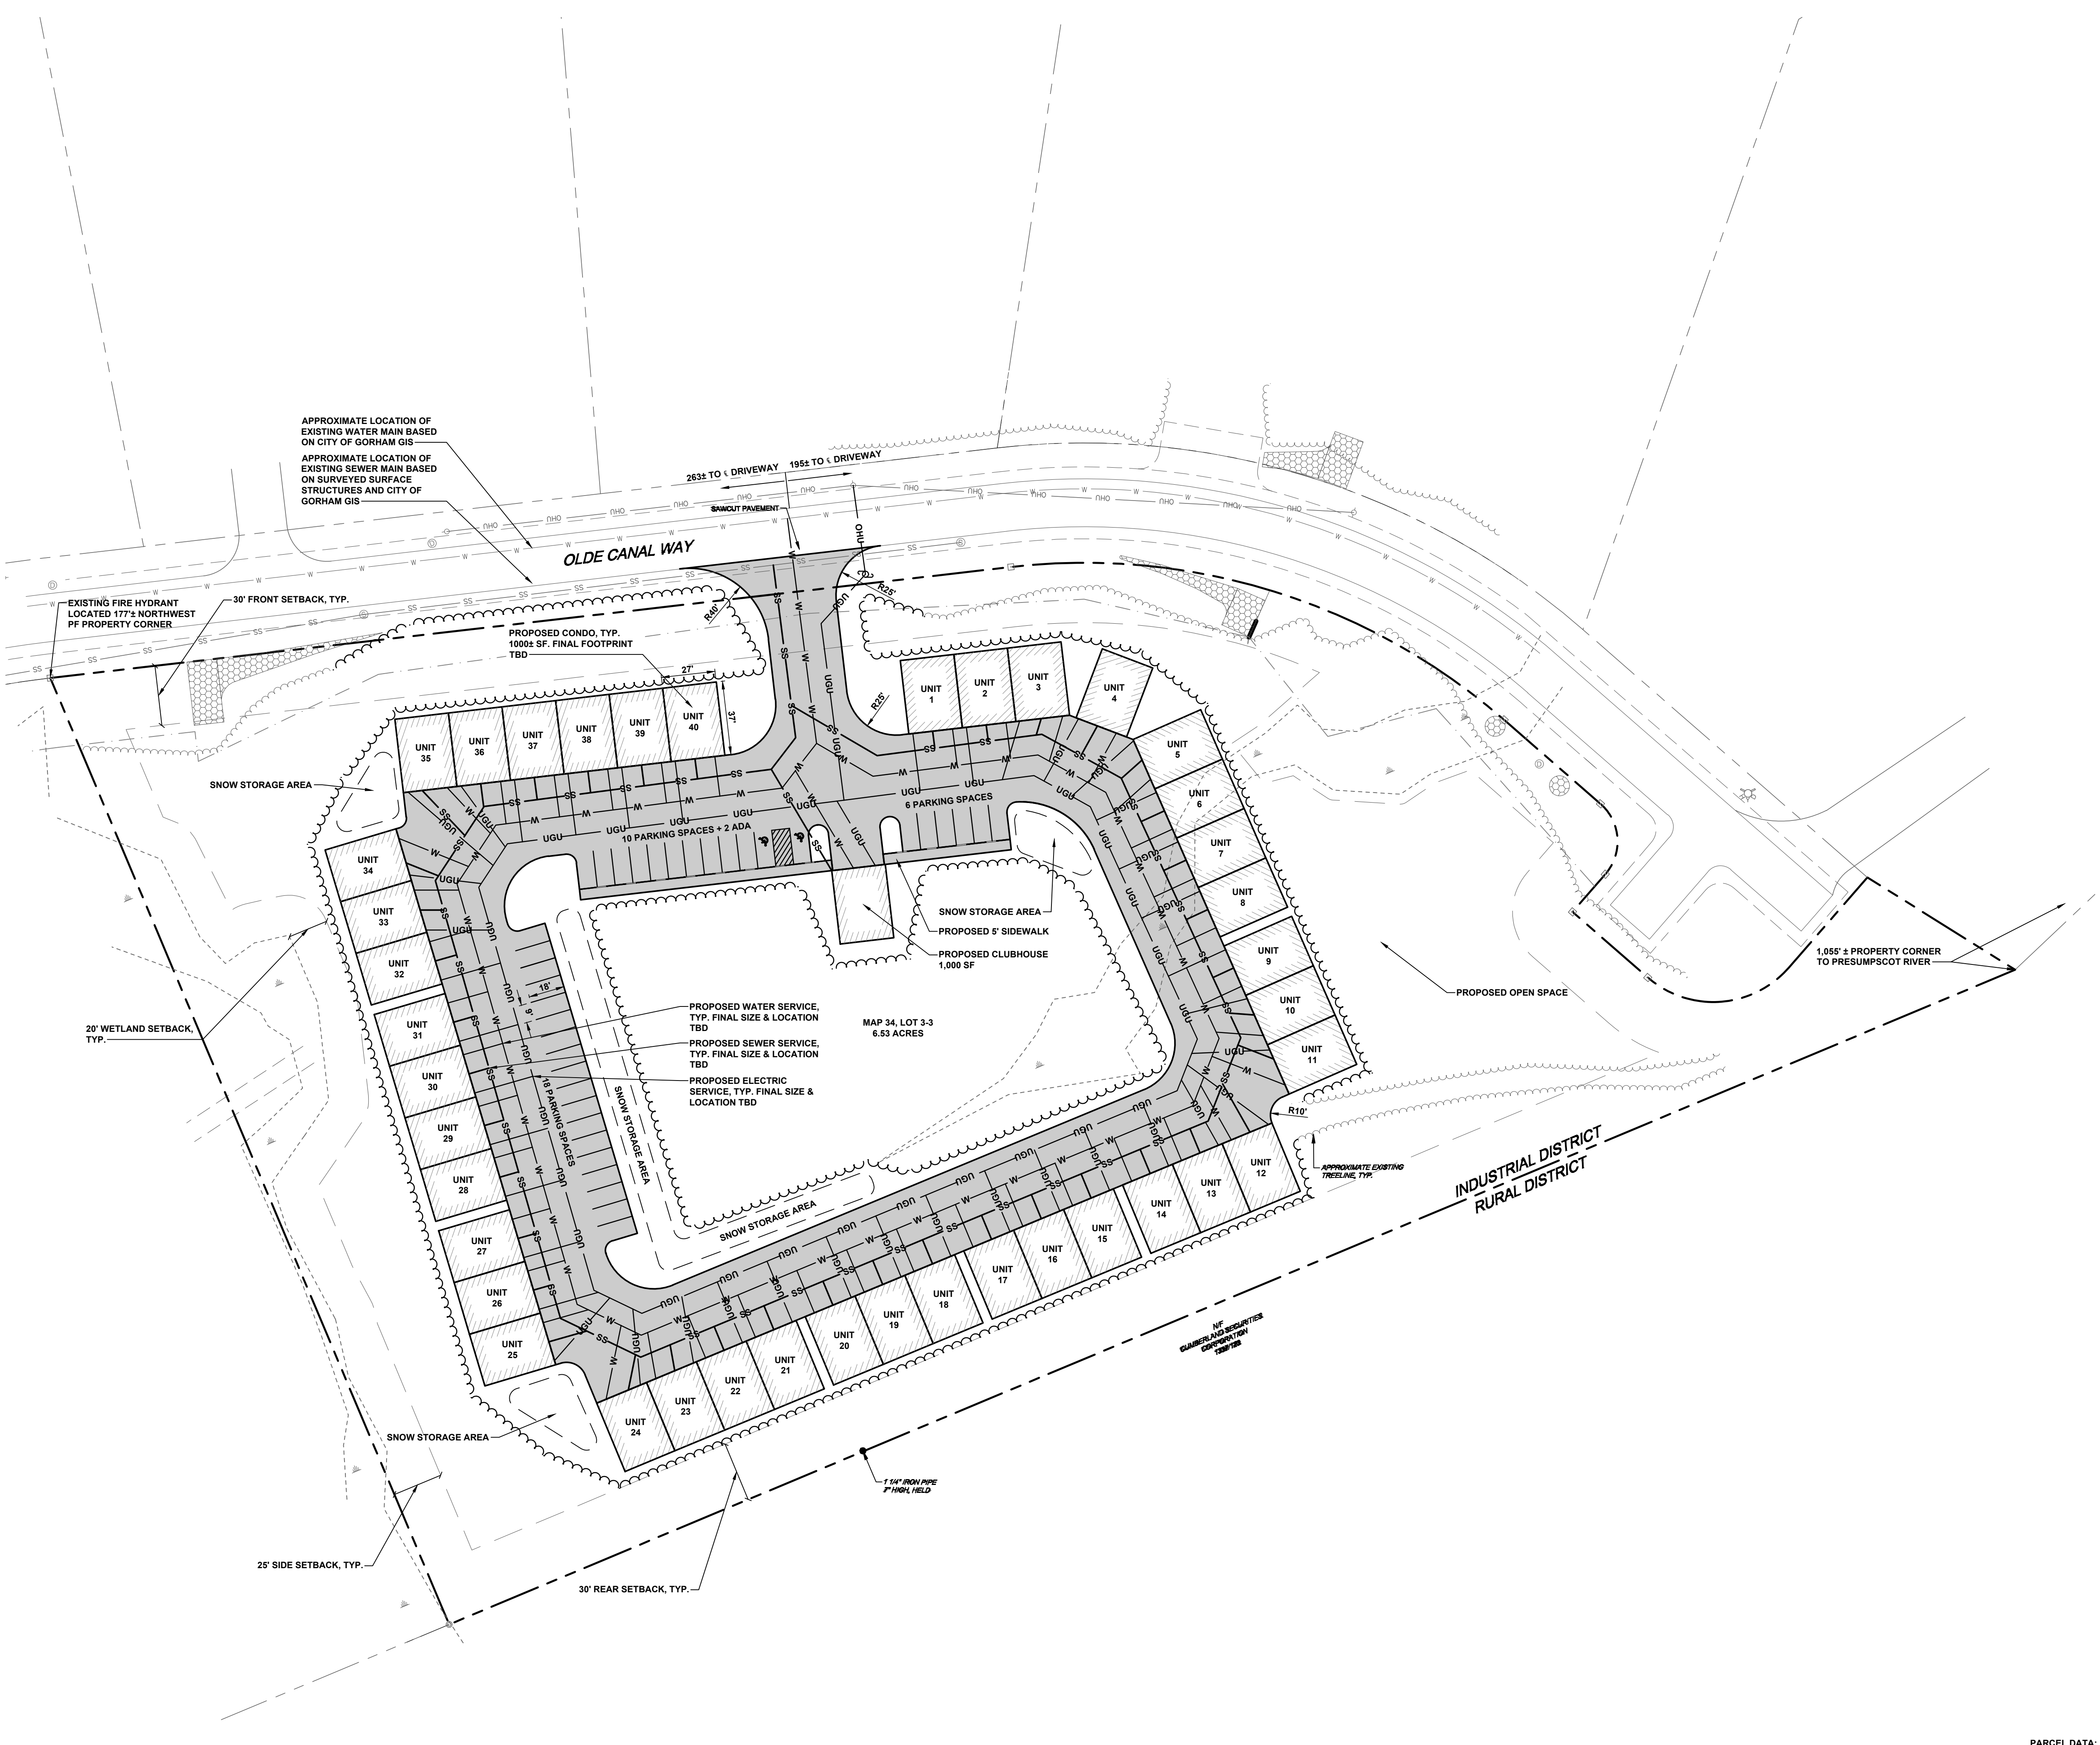 APPROXIMATE LOCATION OF
EXISTING WATER MAIN BASED
ON CITY OF GORHAM GIS
APPROXIMATE LOCATION OF
EXISTING SEWER MAIN BASED
ON SURVEYED SURFACE
STRUCTURES AND CITY OF
GORHAM GIS
263± TO ℄ DRIVEWAY
195± TO ℄ DRIVEWAY
SAWCUT PAVEMENT
OLDE CANAL WAY
OHU
EXISTING FIRE HYDRANT
LOCATED 177'± NORTHWEST
PF PROPERTY CORNER
30' FRONT SETBACK, TYP.
R40'
R25'
PROPOSED CONDO, TYP.
1000± SF. FINAL FOOTPRINT
TBD
27'
37'
R25'
UNIT
1
UNIT
2
UNIT
3
UNIT
4
UNIT
5
UNIT
6
UNIT
7
UNIT
8
UNIT
9
UNIT
10
UNIT
11
UNIT
12
UNIT
13
UNIT
14
UNIT
15
UNIT
16
UNIT
17
UNIT
18
UNIT
19
UNIT
20
UNIT
21
UNIT
22
UNIT
23
UNIT
24
UNIT
25
UNIT
26
UNIT
27
UNIT
28
UNIT
29
UNIT
30
UNIT
31
UNIT
32
UNIT
33
UNIT
34
UNIT
35
UNIT
36
UNIT
37
UNIT
38
UNIT
39
UNIT
40
SNOW STORAGE AREA
10 PARKING SPACES + 2 ADA
6 PARKING SPACES
SS
W
UGU
SNOW STORAGE AREA
PROPOSED 5' SIDEWALK
PROPOSED CLUBHOUSE
1,000 SF
18'
9'
18 PARKING SPACES
PROPOSED WATER SERVICE,
TYP. FINAL SIZE & LOCATION
TBD
PROPOSED SEWER SERVICE,
TYP. FINAL SIZE & LOCATION
TBD
PROPOSED ELECTRIC
SERVICE, TYP. FINAL SIZE &
LOCATION TBD
MAP 34, LOT 3-3
6.53 ACRES
SNOW STORAGE AREA
SNOW STORAGE AREA
20' WETLAND SETBACK,
TYP.
PROPOSED OPEN SPACE
1,055' ± PROPERTY CORNER
TO PRESUMPSCOT RIVER
R10'
APPROXIMATE EXISTING
TREELINE, TYP.
INDUSTRIAL DISTRICT
RURAL DISTRICT
N/F
CUMBERLAND SECURITIES
CORPORATION
SNOW STORAGE AREA
1 1/4" IRON PIPE
7" HIGH, HELD
25' SIDE SETBACK, TYP.
30' REAR SETBACK, TYP.
PARCEL DATA: